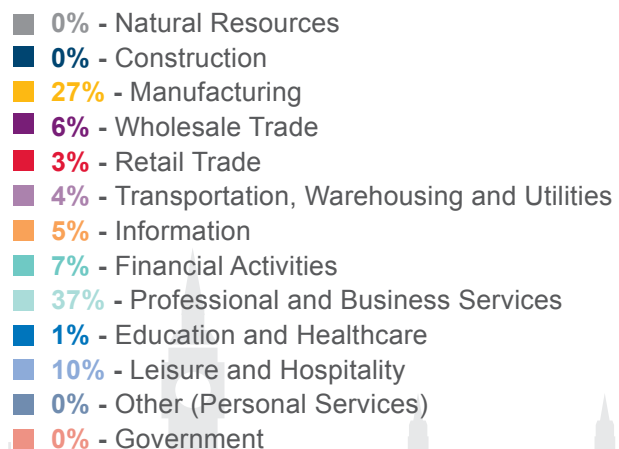 0% - Natural Resources
0% - Construction
27% - Manufacturing
6% - Wholesale Trade
3% - Retail Trade
4% - Transportation, Warehousing and Utilities
5% - Information
7% - Financial Activities
37% - Professional and Business Services
1% - Education and Healthcare
10% - Leisure and Hospitality
0% - Other (Personal Services)
0% - Government